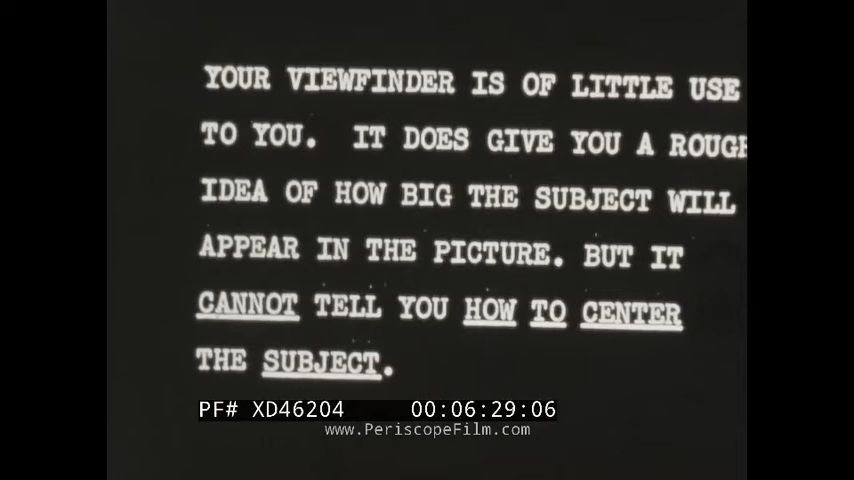 YOUR VIEWFINDER IS OF LITTLE USE
TO YOU. IT DOES GIVE YOU A ROUGH
IDEA OF HOW BIG THE SUBJECT WILL
APPEAR IN THE PICTURE. BUT IT
CANNOT TELL YOU HOW TO CENTER
THE SUBJECT.
PF# XD46204 00:06:29:06
www.PeriscopeFilm.com